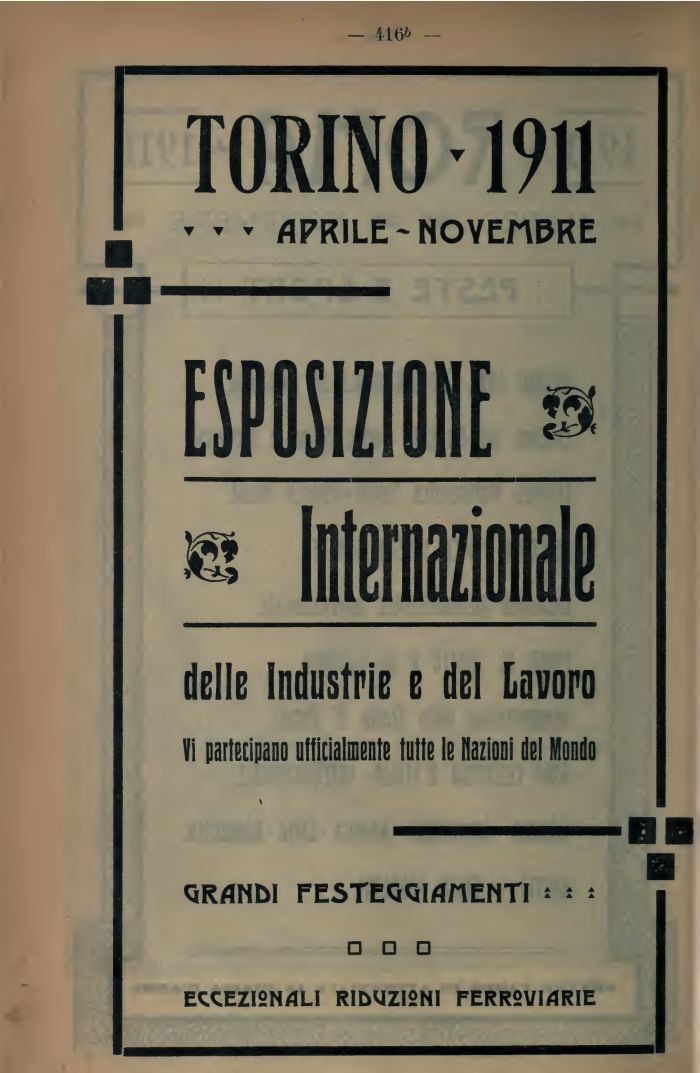 — 416b —
TORINO ▾ 1911
▾ ▾ ▾ APRILE ~ NOVEMBRE
ESPOSIZIONE
Internazionale
delle Industrie e del Lavoro
Vi partecipano ufficialmente tutte le Nazioni del Mondo
GRANDI FESTEGGIAMENTI
ECCEZIONALI RIDUZIONI FERROVIARIE